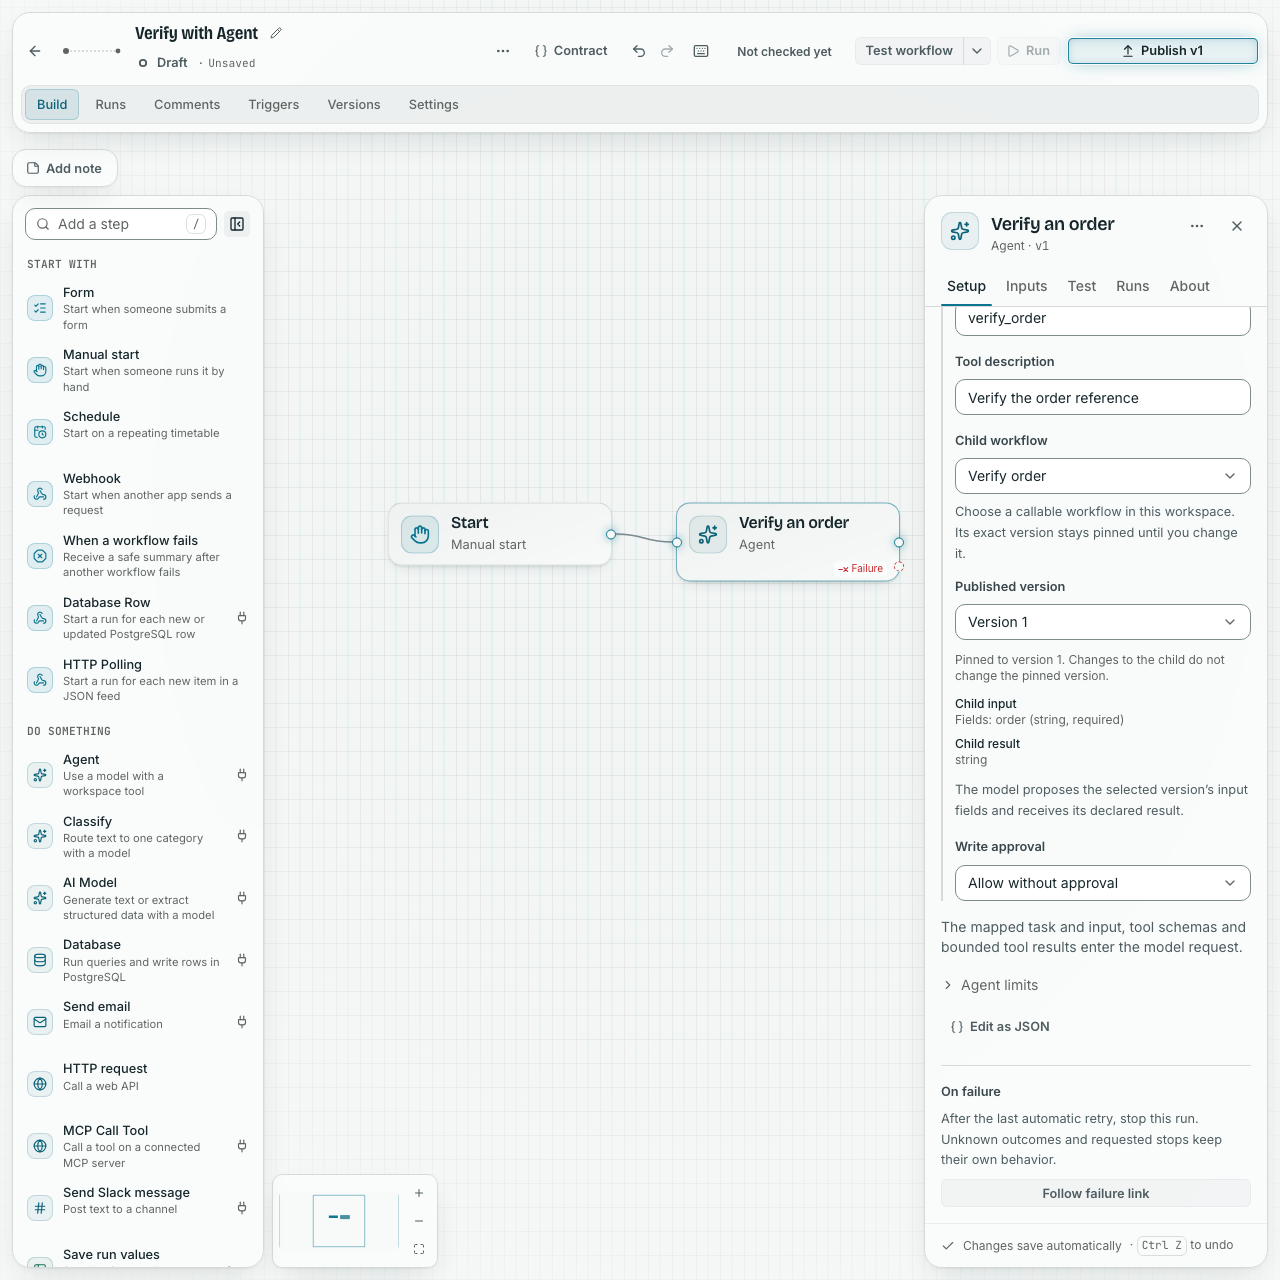 Verify with Agent
Draft · Unsaved
Contract
Not checked yet
Test workflow
Run
Publish v1
Build
Runs
Comments
Triggers
Versions
Settings
Add note
Add a step
/
START WITH
Form
Start when someone submits a
form
Manual start
Start when someone runs it by
hand
Schedule
Start on a repeating timetable
Webhook
Start when another app sends a
request
When a workflow fails
Receive a safe summary after
another workflow fails
Database Row
Start a run for each new or
updated PostgreSQL row
HTTP Polling
Start a run for each new item in a
JSON feed
DO SOMETHING
Agent
Use a model with a
workspace tool
Classify
Route text to one category
with a model
AI Model
Generate text or extract
structured data with a model
Database
Run queries and write rows in
PostgreSQL
Send email
Email a notification
HTTP request
Call a web API
MCP Call Tool
Call a tool on a connected
MCP server
Send Slack message
Post text to a channel
Save run values
Start
Manual start
Verify an order
Agent
Failure
Verify an order
Agent · v1
Setup
Inputs
Test
Runs
About
verify_order
Tool description
Verify the order reference
Child workflow
Verify order
Choose a callable workflow in this workspace.
Its exact version stays pinned until you change
it.
Published version
Version 1
Pinned to version 1. Changes to the child do not
change the pinned version.
Child input
Fields: order (string, required)
Child result
string
The model proposes the selected version’s input
fields and receives its declared result.
Write approval
Allow without approval
The mapped task and input, tool schemas and
bounded tool results enter the model request.
Agent limits
{ } Edit as JSON
On failure
After the last automatic retry, stop this run.
Unknown outcomes and requested stops keep
their own behavior.
Follow failure link
Changes save automatically · Ctrl Z to undo